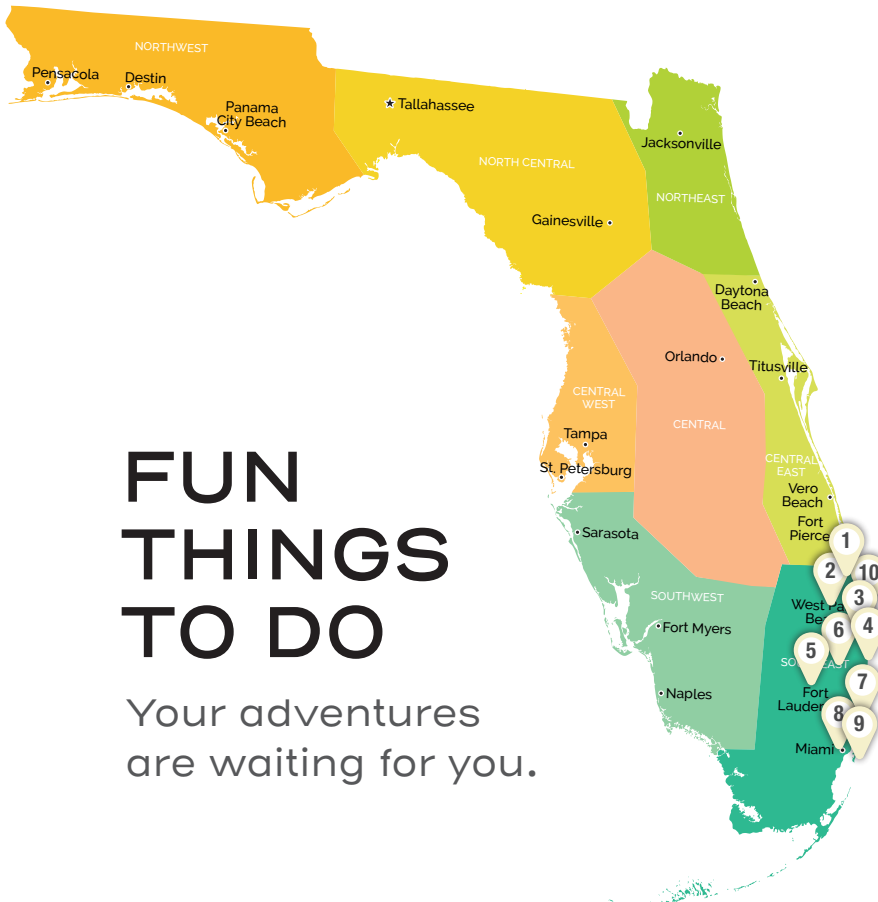 NORTHWEST
Pensacola
Destin
Panama
City Beach
Tallahassee
NORTH CENTRAL
Gainesville
Jacksonville
NORTHEAST
Daytona
Beach
Orlando
Titusville
CENTRAL
WEST
CENTRAL
Tampa
St. Petersburg
CENTRAL
EAST
Vero
Beach
Fort
Pierce
Sarasota
SOUTHWEST
Fort Myers
Naples
West
Fort
Miami
1
2
10
3
4
6
5
7
8
9
FUN
THINGS
TO DO
Your adventures
are waiting for you.